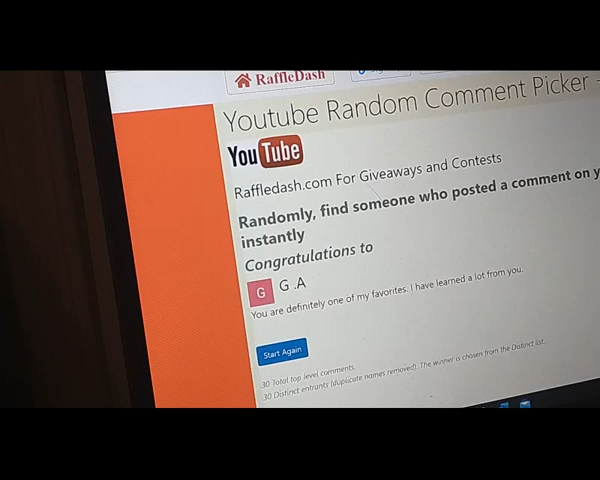 RaffleDash
Youtube Random Comment Picker -
YouTube
Raffledash.com For Giveaways and Contests
Randomly, find someone who posted a comment on y
instantly
Congratulations to
G
G .A
You are definitely one of my favorites. I have learned a lot from you.
Start Again
30 Total top level comments.
30 Distinct entrants (duplicate names removed). The winner is chosen from the Distinct list.